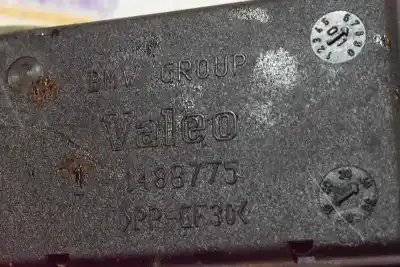 BMW GROUP
Valeo
1488775
>PP-GF30<